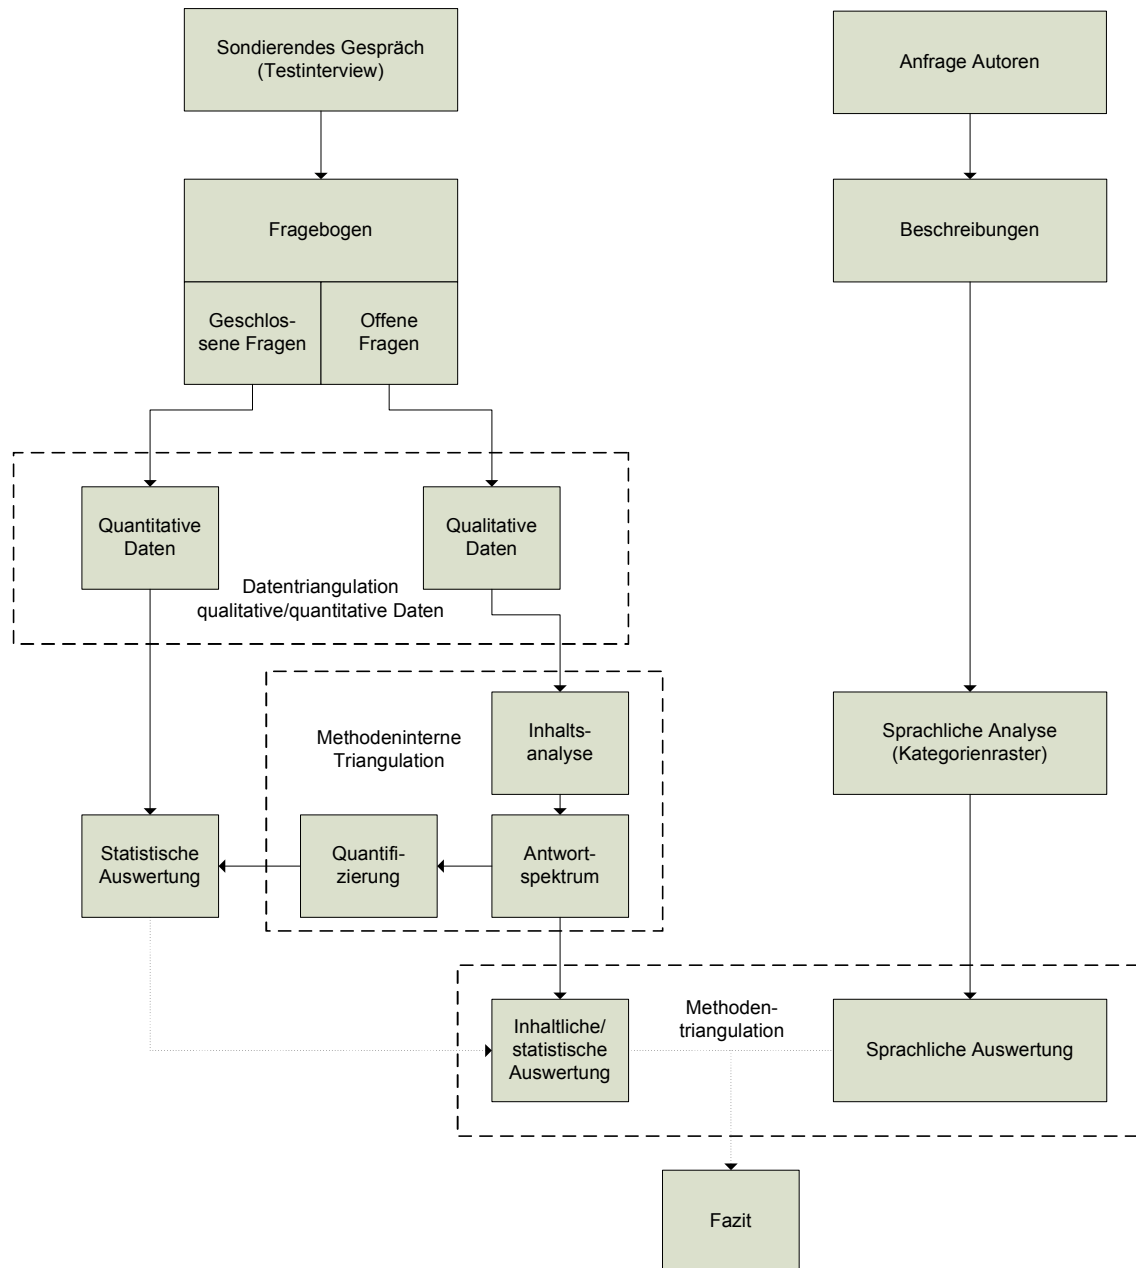 Sondierendes Gespräch
(Testinterview)
Anfrage Autoren
Fragebogen
Beschreibungen
Geschlos-
sene Fragen
Offene
Fragen
Quantitative
Daten
Qualitative
Daten
Datentriangulation
qualitative/quantitative Daten
Methodeninterne
Triangulation
Inhalts-
analyse
Sprachliche Analyse
(Kategorienraster)
Statistische
Auswertung
Quantifi-
zierung
Antwort-
spektrum
Inhaltliche/
statistische
Auswertung
Methoden-
triangulation
Sprachliche Auswertung
Fazit